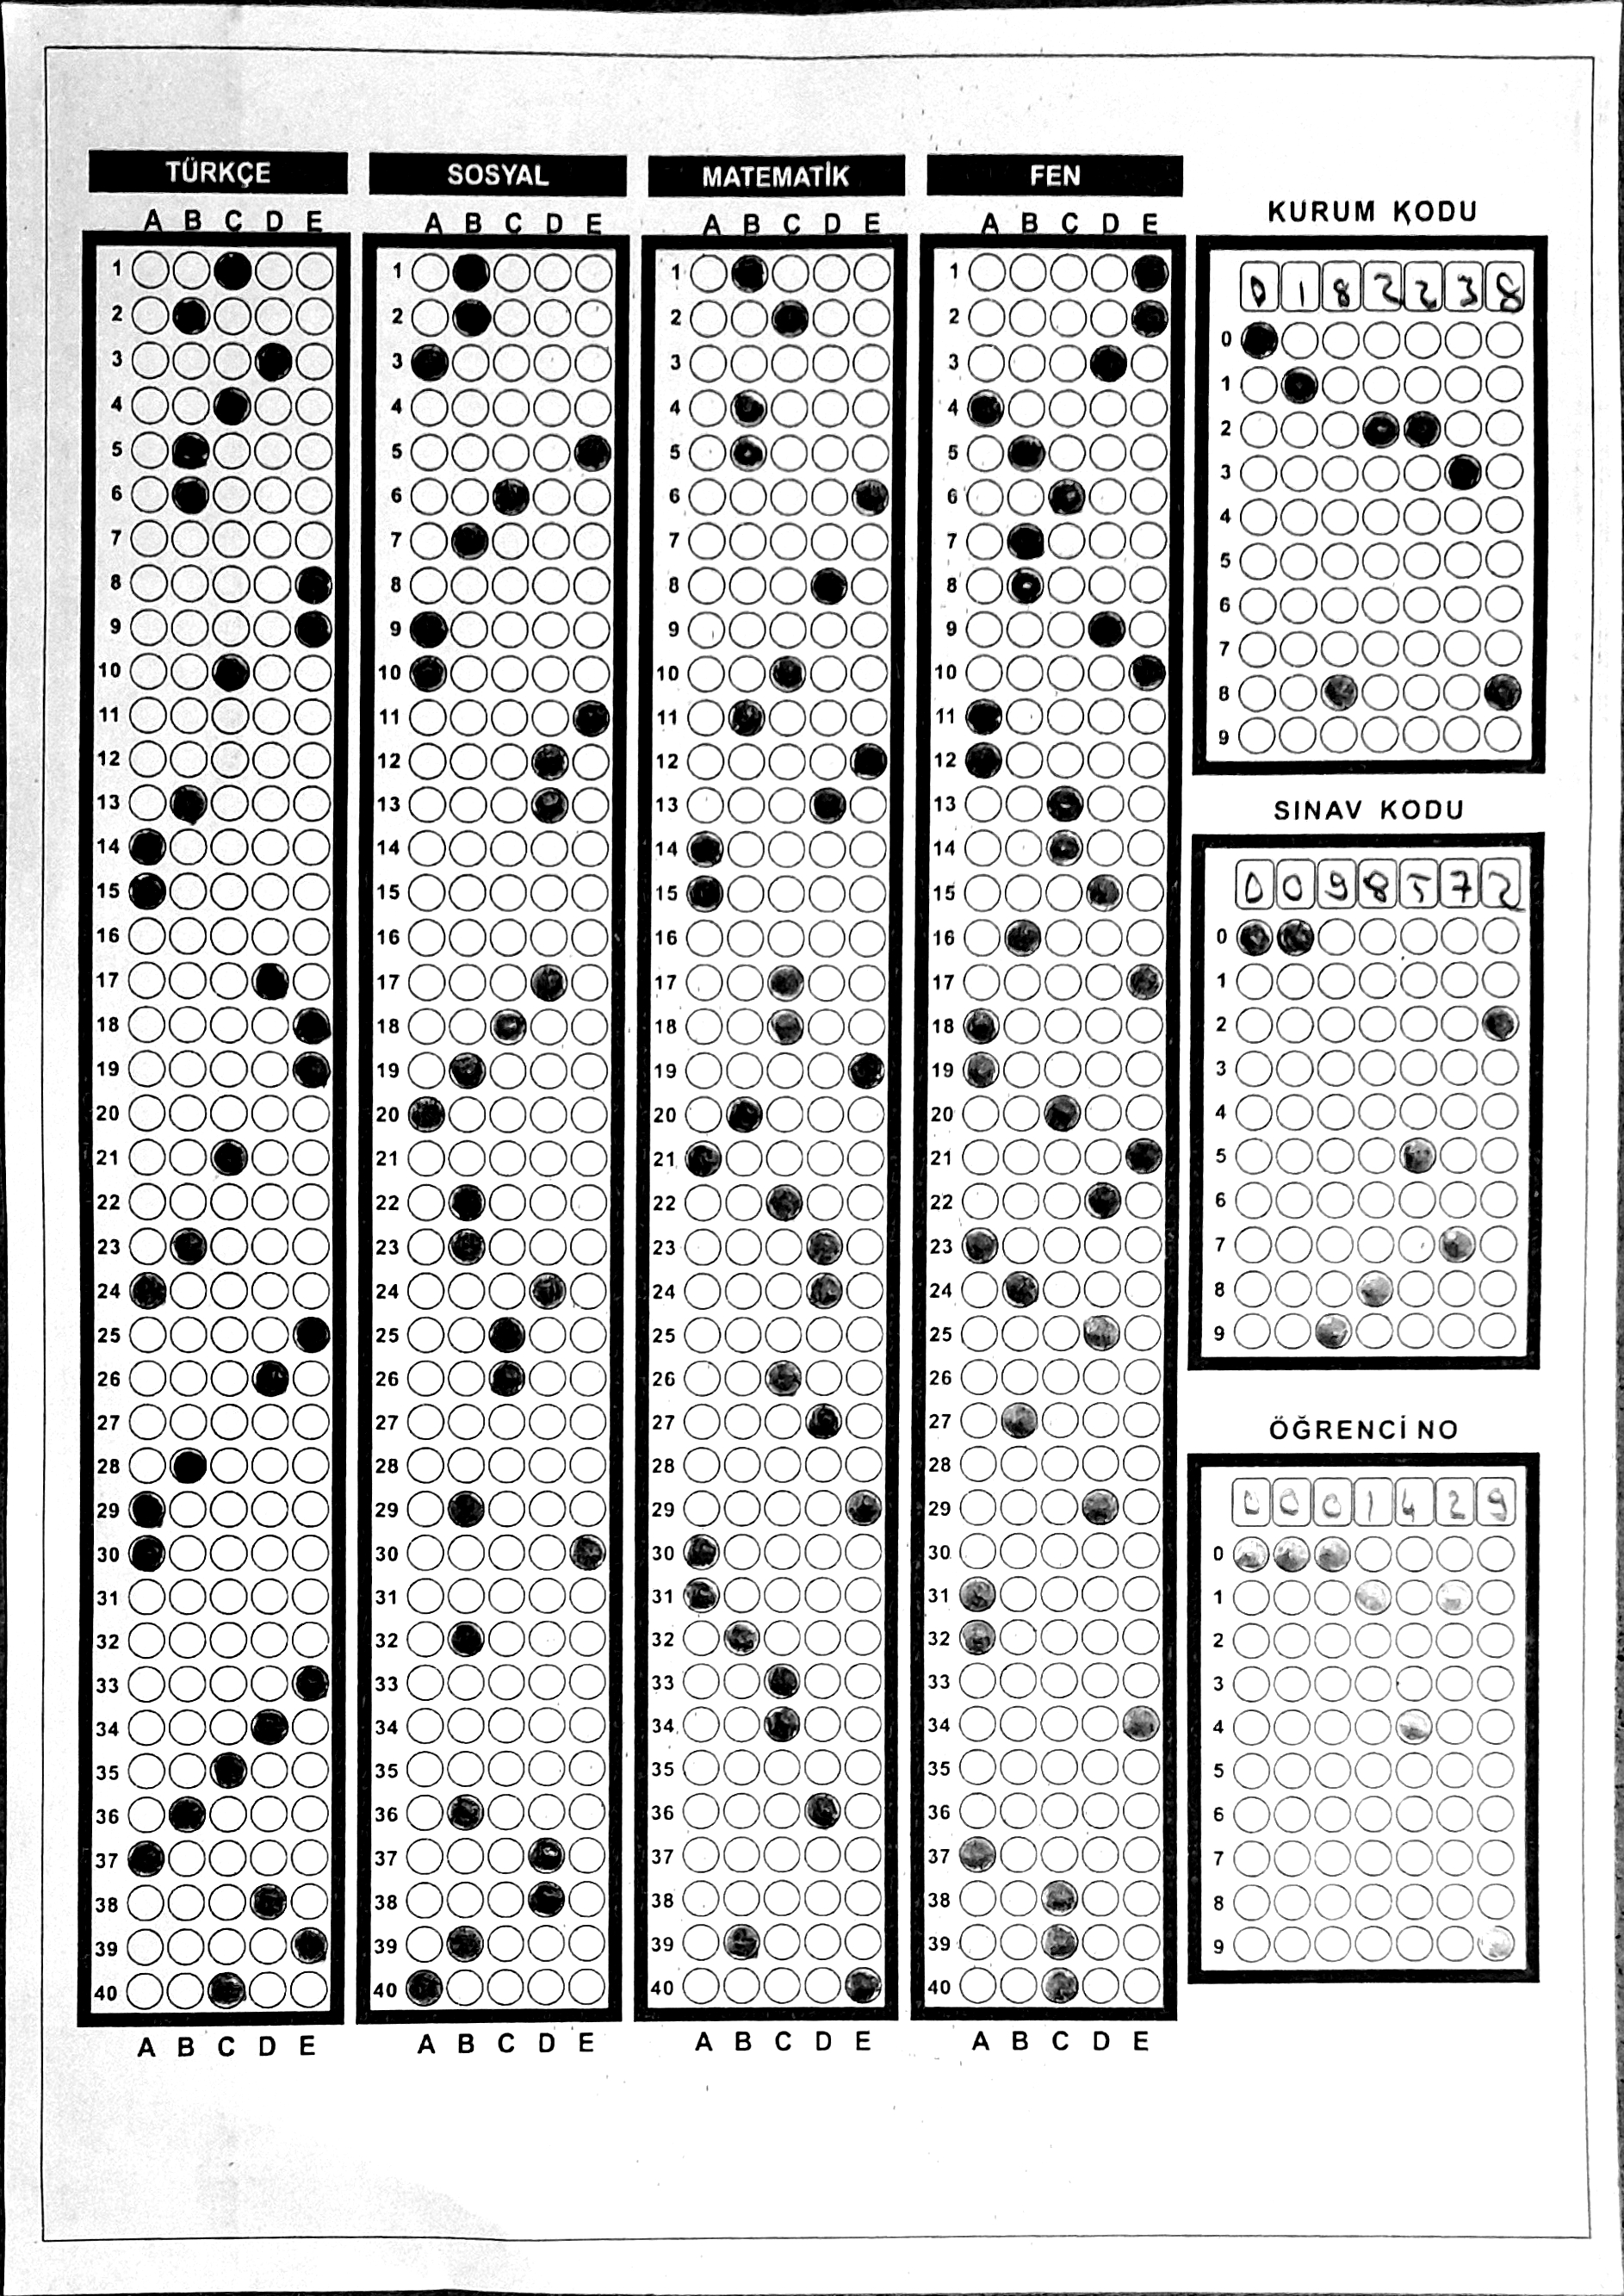 TÜRKÇE SOSYAL MATEMATİK FEN
KURUM KODU
A B C D E A B C D E A B C D E A B C D E
0 1 8 2 2 3 8
1 1 1 1
2 2 2 2
3 3 3 3
4 4 4 4
5 5 5 5
6 6 6 6
7 7 7 7
8 8 8 8
9 9 9 9
10 10 10 10
11 11 11 11
12 12 12 12
13 13 13 13
14 14 14 14
15 15 15 15
16 16 16 16
17 17 17 17
18 18 18 18
19 19 19 19
20 20 20 20
21 21 21 21
22 22 22 22
23 23 23 23
24 24 24 24
25 25 25 25
26 26 26 26
27 27 27 27
28 28 28 28
29 29 29 29
30 30 30 30
31 31 31 31
32 32 32 32
33 33 33 33
34 34 34 34
35 35 35 35
36 36 36 36
37 37 37 37
38 38 38 38
39 39 39 39
40 40 40 40
A B C D E A B C D E A B C D E A B C D E
0
1
2
3
4
5
6
7
8
9
SINAV KODU
0 0 9 8 5 7 2
0
1
2
3
4
5
6
7
8
9
ÖĞRENCİ NO
0 0 0 1 4 2 9
0
1
2
3
4
5
6
7
8
9